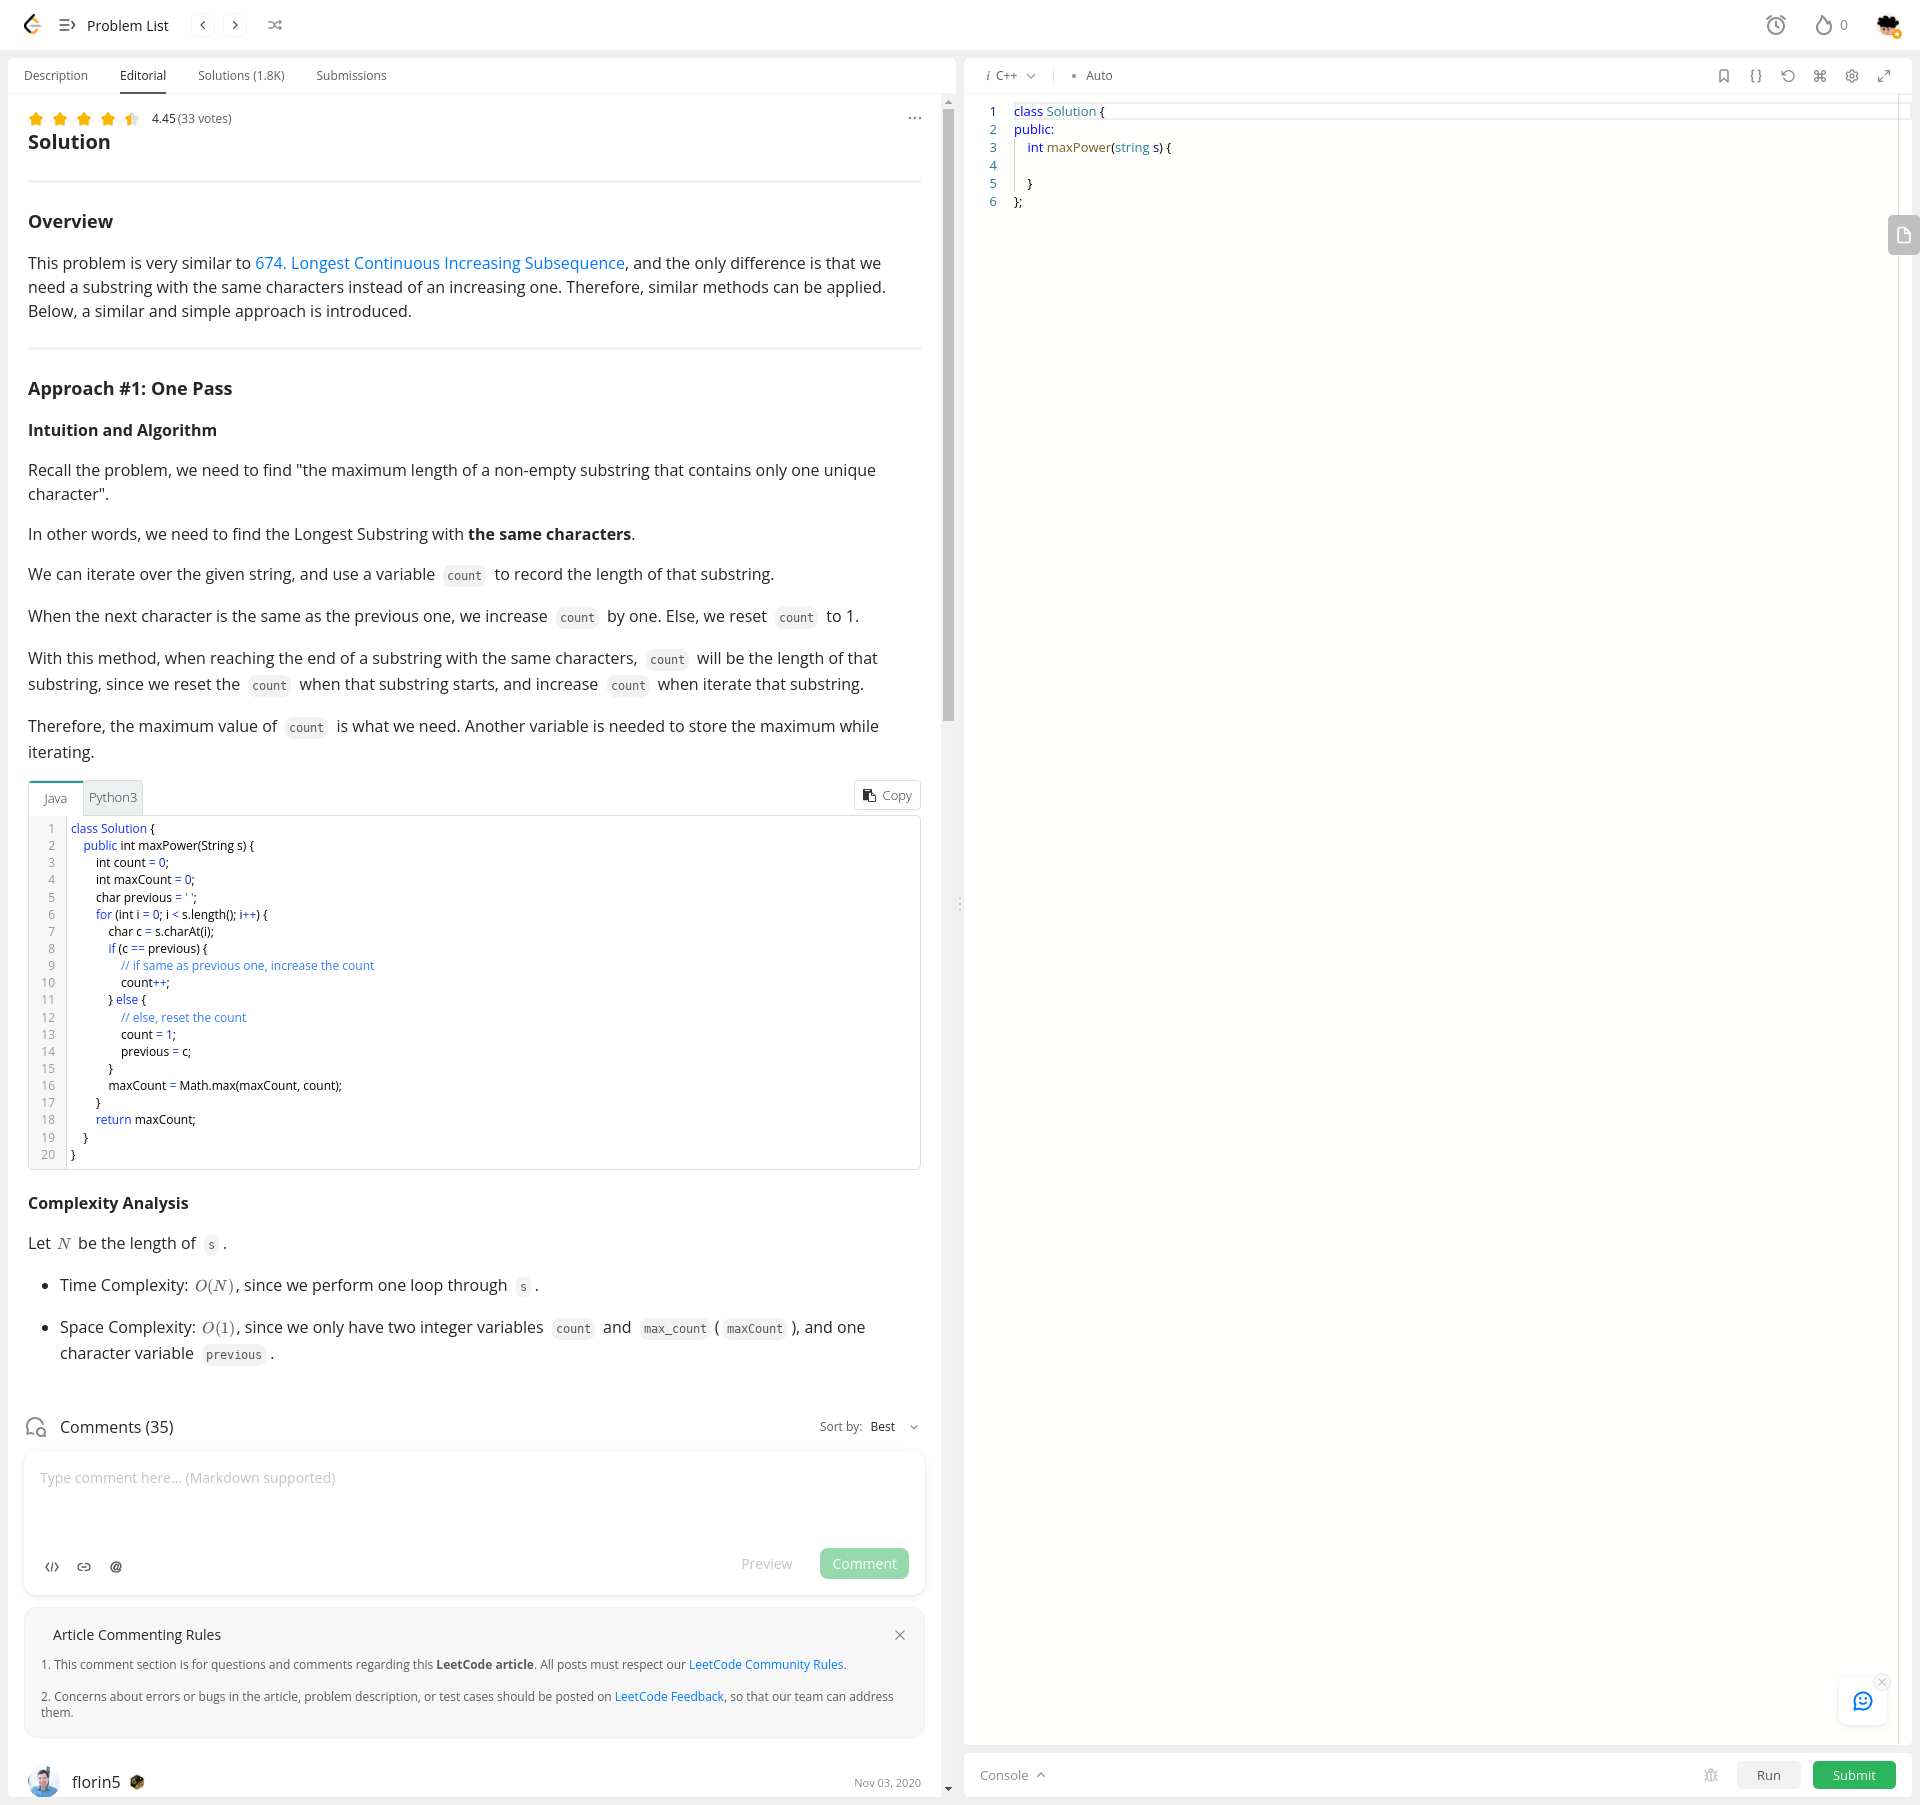 Problem List
0
Description Editorial Solutions (1.8K) Submissions
4.45 (33 votes)
Solution
Overview
This problem is very similar to 674. Longest Continuous Increasing Subsequence, and the only difference is that we
need a substring with the same characters instead of an increasing one. Therefore, similar methods can be applied.
Below, a similar and simple approach is introduced.
Approach #1: One Pass
Intuition and Algorithm
Recall the problem, we need to find "the maximum length of a non-empty substring that contains only one unique
character".
In other words, we need to find the Longest Substring with the same characters.
We can iterate over the given string, and use a variable count to record the length of that substring.
When the next character is the same as the previous one, we increase count by one. Else, we reset count to 1.
With this method, when reaching the end of a substring with the same characters, count will be the length of that
substring, since we reset the count when that substring starts, and increase count when iterate that substring.
Therefore, the maximum value of count is what we need. Another variable is needed to store the maximum while
iterating.
Java Python3 Copy
1 class Solution {
2 public int maxPower(String s) {
3 int count = 0;
4 int maxCount = 0;
5 char previous = ' ';
6 for (int i = 0; i < s.length(); i++) {
7 char c = s.charAt(i);
8 if (c == previous) {
9 // if same as previous one, increase the count
10 count++;
11 } else {
12 // else, reset the count
13 count = 1;
14 previous = c;
15 }
16 maxCount = Math.max(maxCount, count);
17 }
18 return maxCount;
19 }
20 }
Complexity Analysis
Let N be the length of s .
Time Complexity: O(N), since we perform one loop through s .
Space Complexity: O(1), since we only have two integer variables count and max_count ( maxCount ), and one
character variable previous .
Comments (35) Sort by: Best
Type comment here... (Markdown supported)
Preview Comment
Article Commenting Rules
1. This comment section is for questions and comments regarding this LeetCode article. All posts must respect our LeetCode Community Rules.
2. Concerns about errors or bugs in the article, problem description, or test cases should be posted on LeetCode Feedback, so that our team can address
them.
florin5 Nov 03, 2020
i C++ • Auto
1 class Solution {
2 public:
3 int maxPower(string s) {
4
5 }
6 };
Console Run Submit